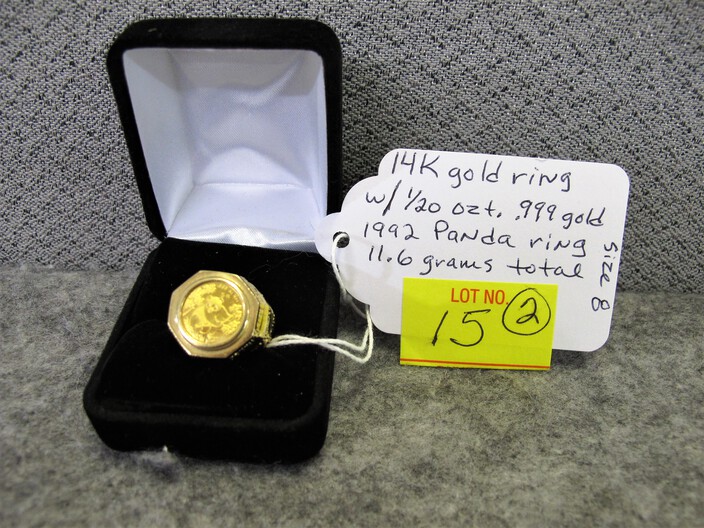 14K gold ring
w/ 1/20 ozt. .999 gold
1992 Panda ring
11.6 grams total
Size 8
LOT NO.
15 2